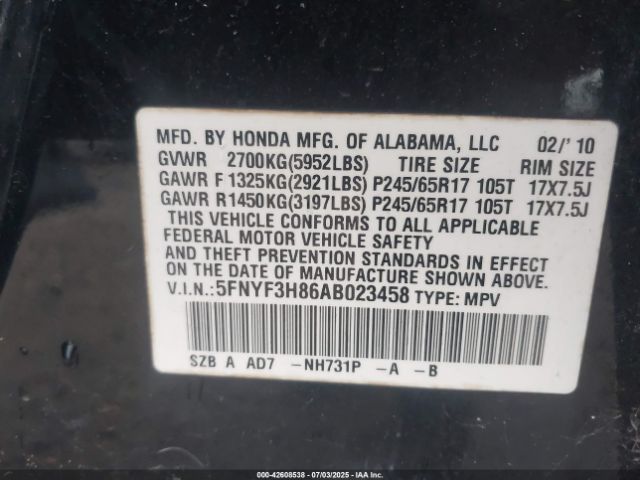 MFD. BY HONDA MFG. OF ALABAMA, LLC 02/'10
GVWR 2700KG(5952LBS) TIRE SIZE RIM SIZE
GAWR F 1325KG(2921LBS) P245/65R17 105T 17X7.5J
GAWR R1450KG(3197LBS) P245/65R17 105T 17X7.5J
THIS VEHICLE CONFORMS TO ALL APPLICABLE
FEDERAL MOTOR VEHICLE SAFETY
AND THEFT PREVENTION STANDARDS IN EFFECT
ON THE DATE OF MANUFACTURE SHOWN ABOVE.
V.I.N.: 5FNYF3H86AB023458 TYPE: MPV
SZB A AD7 -NH731P -A -B
000-42608538 - 07/03/2025 - IAA Inc.